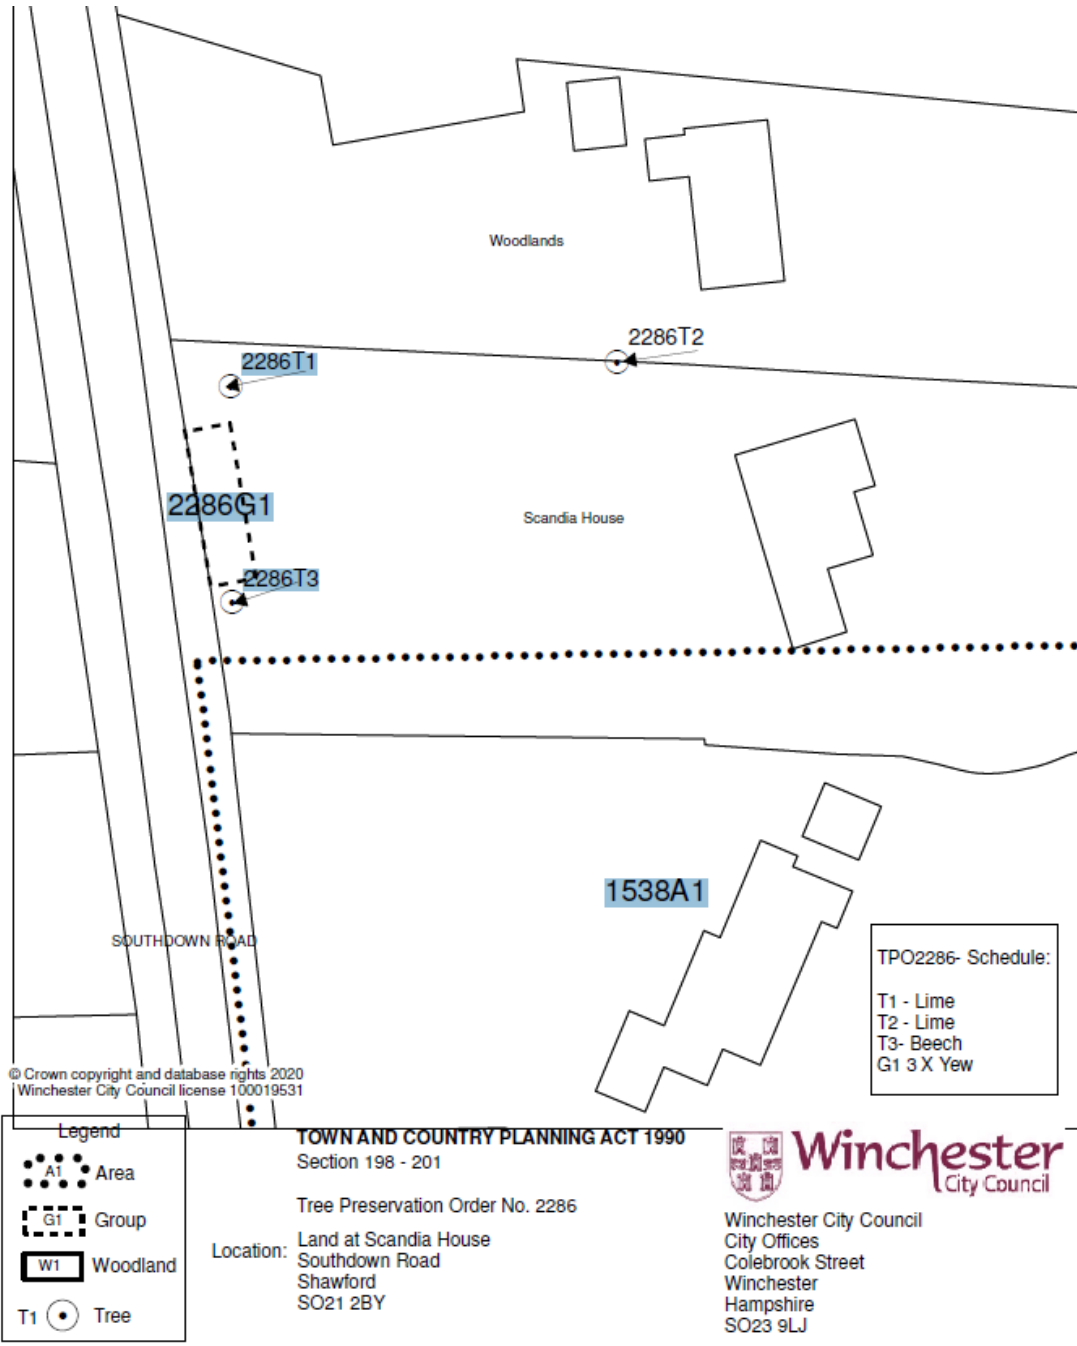 Woodlands
2286T2
2286T1
2286G1
Scandia House
2286T3
1538A1
SOUTHDOWN ROAD
TPO2286- Schedule:
T1 - Lime
T2 - Lime
T3- Beech
G1 3 X Yew
© Crown copyright and database rights 2020
Winchester City Council license 100019531
Legend
A1 Area
G1 Group
W1 Woodland
T1 Tree
TOWN AND COUNTRY PLANNING ACT 1990
Section 198 - 201
Tree Preservation Order No. 2286
Location: Land at Scandia House
Southdown Road
Shawford
SO21 2BY
Winchester
City Council
Winchester City Council
City Offices
Colebrook Street
Winchester
Hampshire
SO23 9LJ